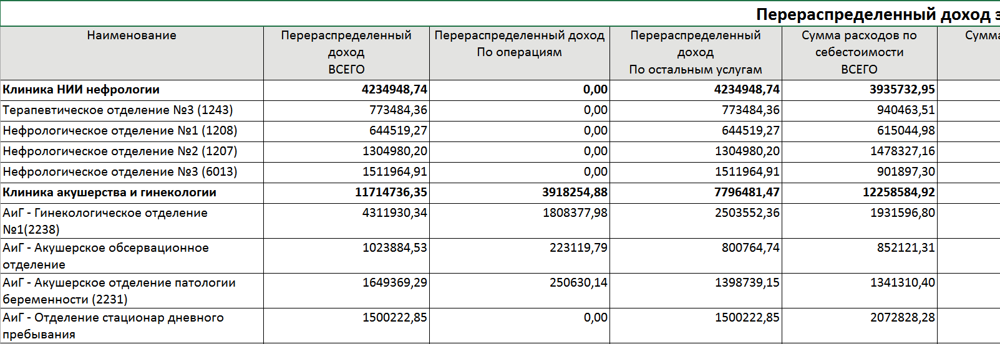 Перераспределенный доход з
Наименование
Перераспределенный
доход
ВСЕГО
Перераспределенный доход
По операциям
Перераспределенный
доход
По остальным услугам
Сумма расходов по
себестоимости
ВСЕГО
Сумма
Клиника НИИ нефрологии 4234948,74 0,00 4234948,74 3935732,95
Терапевтическое отделение №3 (1243) 773484,36 0,00 773484,36 940463,51
Нефрологическое отделение №1 (1208) 644519,27 0,00 644519,27 615044,98
Нефрологическое отделение №2 (1207) 1304980,20 0,00 1304980,20 1478327,16
Нефрологическое отделение №3 (6013) 1511964,91 0,00 1511964,91 901897,30
Клиника акушерства и гинекологии 11714736,35 3918254,88 7796481,47 12258584,92
АиГ - Гинекологическое отделение 4311930,34 1808377,98 2503552,36 1931596,80
№1(2238)
АиГ - Акушерское обсервационное 1023884,53 223119,79 800764,74 852121,31
отделение
АиГ - Акушерское отделение патологии 1649369,29 250630,14 1398739,15 1341310,40
беременности (2231)
АиГ - Отделение стационар дневного 1500222,85 0,00 1500222,85 2072828,28
пребывания